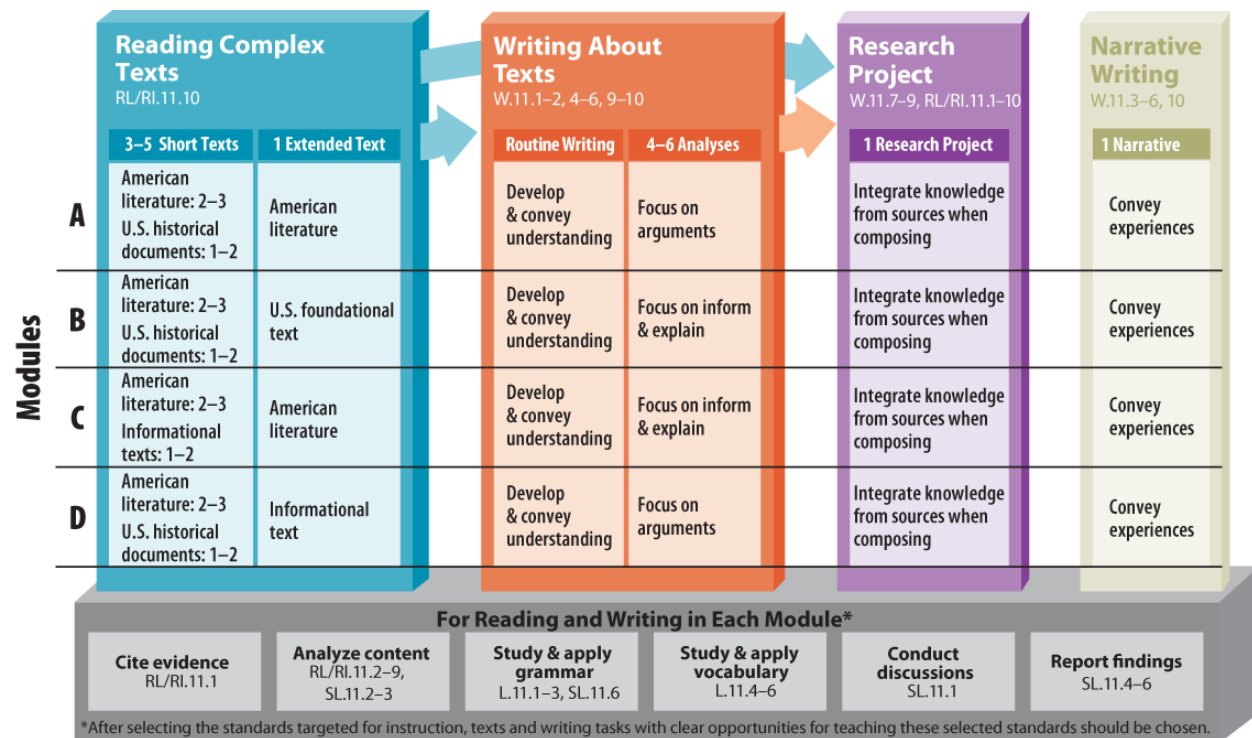 Reading Complex
Texts
RL/RI.11.10
3–5 Short Texts
1 Extended Text
Writing About
Texts
W.11.1–2, 4–6, 9–10
Routine Writing
4–6 Analyses
Research
Project
W.11.7–9, RL/RI.11.1–10
1 Research Project
Narrative
Writing
W.11.3–6, 10
1 Narrative
Modules
A
American
literature: 2–3
U.S. historical
documents: 1–2
American
literature
Develop
& convey
understanding
Focus on
arguments
Integrate knowledge
from sources when
composing
Convey
experiences
B
American
literature: 2–3
U.S. historical
documents: 1–2
U.S. foundational
text
Develop
& convey
understanding
Focus on inform
& explain
Integrate knowledge
from sources when
composing
Convey
experiences
C
American
literature: 2–3
Informational
texts: 1–2
American
literature
Develop
& convey
understanding
Focus on inform
& explain
Integrate knowledge
from sources when
composing
Convey
experiences
D
American
literature: 2–3
U.S. historical
documents: 1–2
Informational
text
Develop
& convey
understanding
Focus on
arguments
Integrate knowledge
from sources when
composing
Convey
experiences
For Reading and Writing in Each Module*
Cite evidence
RL/RI.11.1
Analyze content
RL/RI.11.2–9,
SL.11.2–3
Study & apply
grammar
L.11.1–3, SL.11.6
Study & apply
vocabulary
L.11.4–6
Conduct
discussions
SL.11.1
Report findings
SL.11.4–6
*After selecting the standards targeted for instruction, texts and writing tasks with clear opportunities for teaching these selected standards should be chosen.